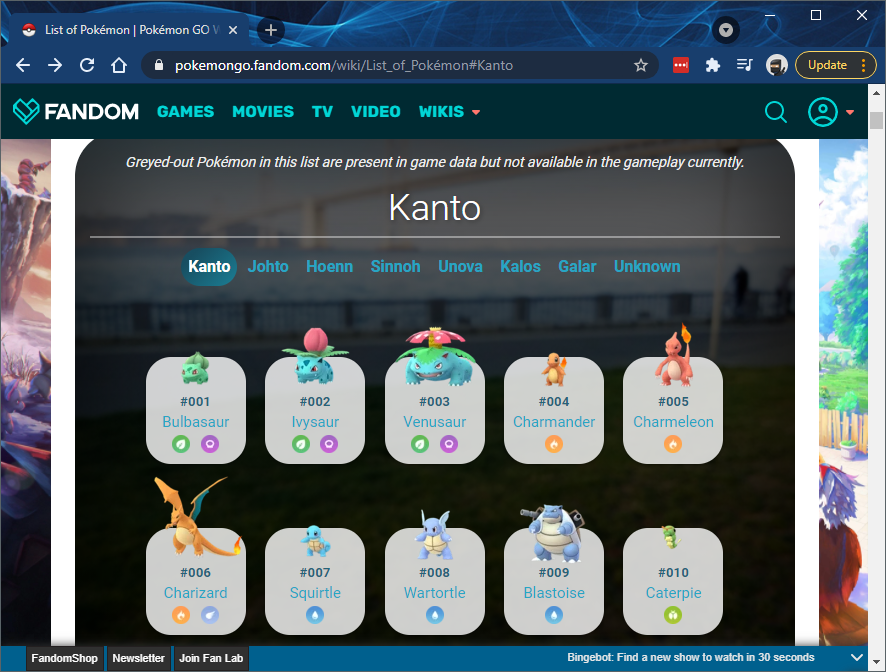 List of Pokémon | Pokémon GO W
pokemongo.fandom.com/wiki/List_of_Pokémon#Kanto
Update
FANDOM GAMES MOVIES TV VIDEO WIKIS
Greyed-out Pokémon in this list are present in game data but not available in the gameplay currently.
Kanto
Kanto Johto Hoenn Sinnoh Unova Kalos Galar Unknown
#001 #002 #003 #004 #005
Bulbasaur Ivysaur Venusaur Charmander Charmeleon
#006 #007 #008 #009 #010
Charizard Squirtle Wartortle Blastoise Caterpie
FandomShop Newsletter Join Fan Lab Bingebot: Find a new show to watch in 30 seconds